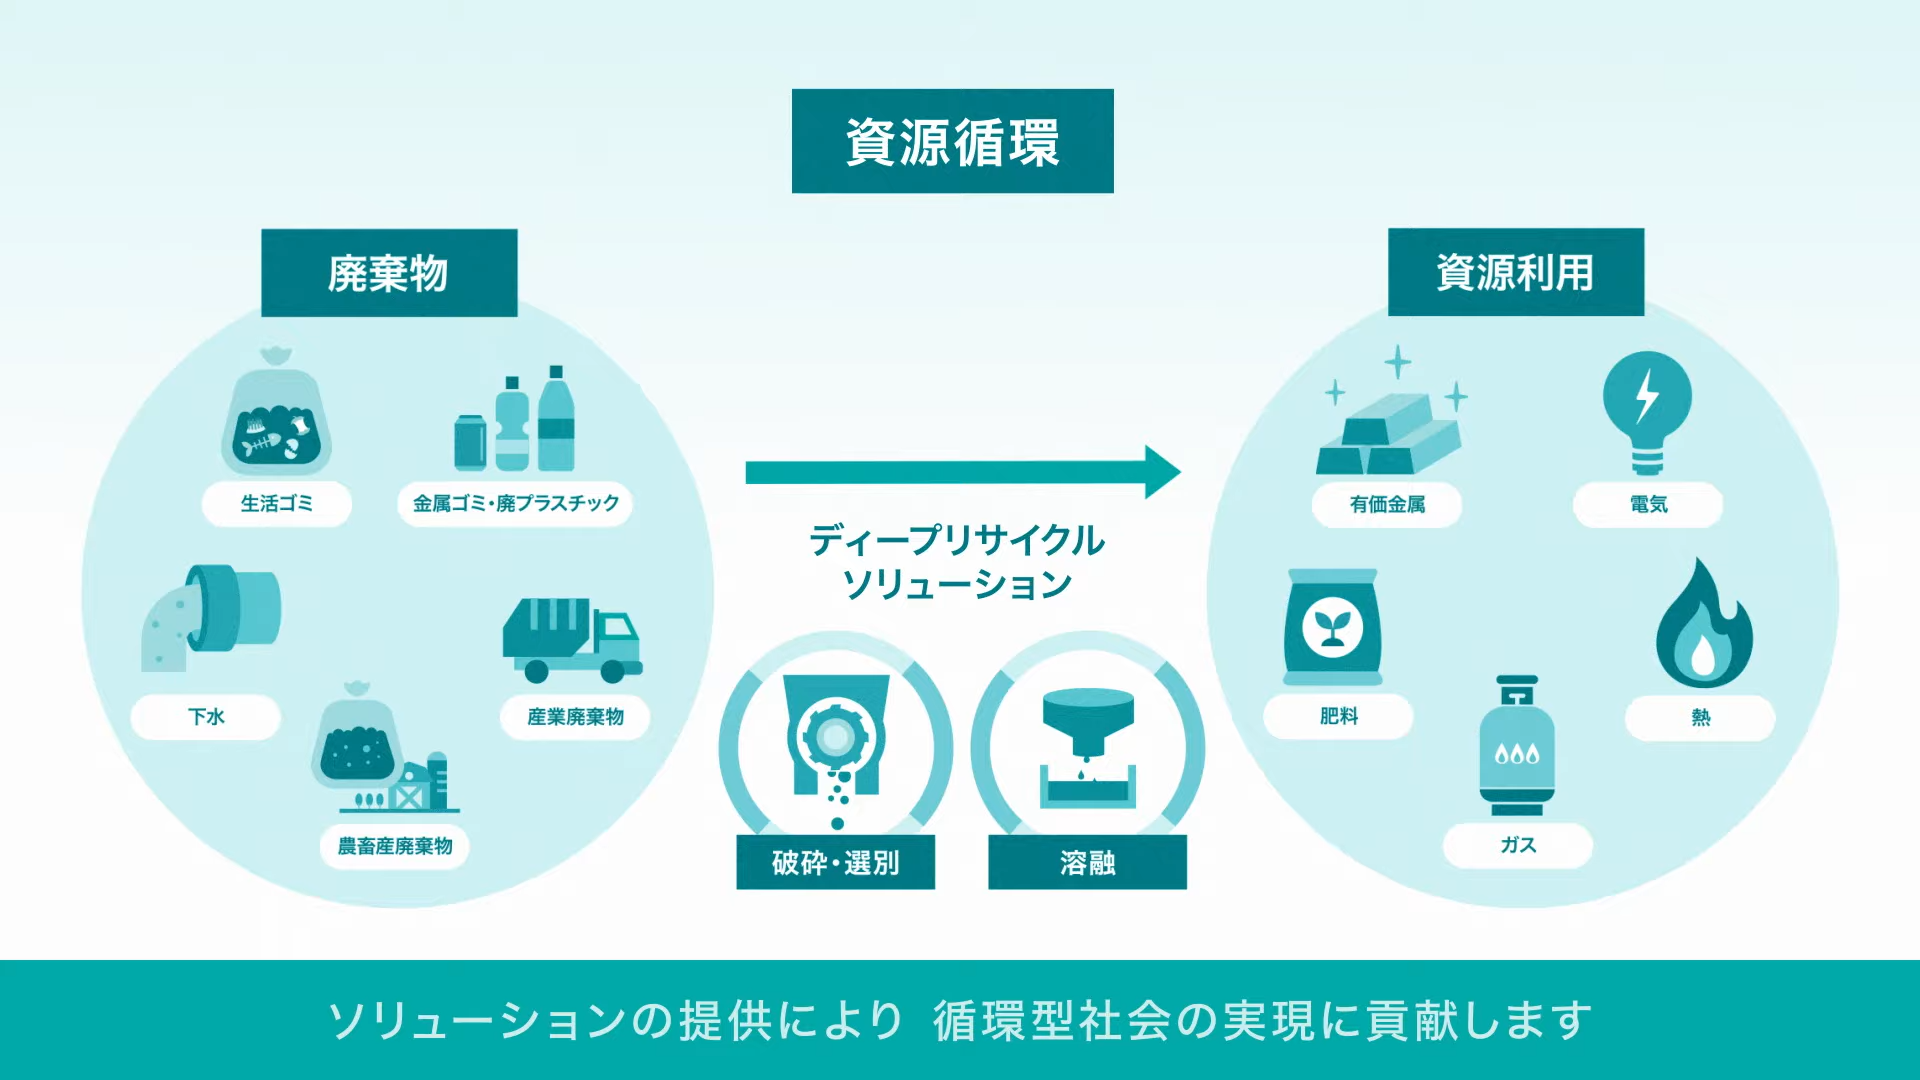 資源循環
廃棄物
生活ゴミ
金属ゴミ・廃プラスチック
下水
産業廃棄物
農畜産廃棄物
ディープリサイクル
ソリューション
破砕・選別
溶融
資源利用
有価金属
電気
肥料
熱
ガス
ソリューションの提供により 循環型社会の実現に貢献します